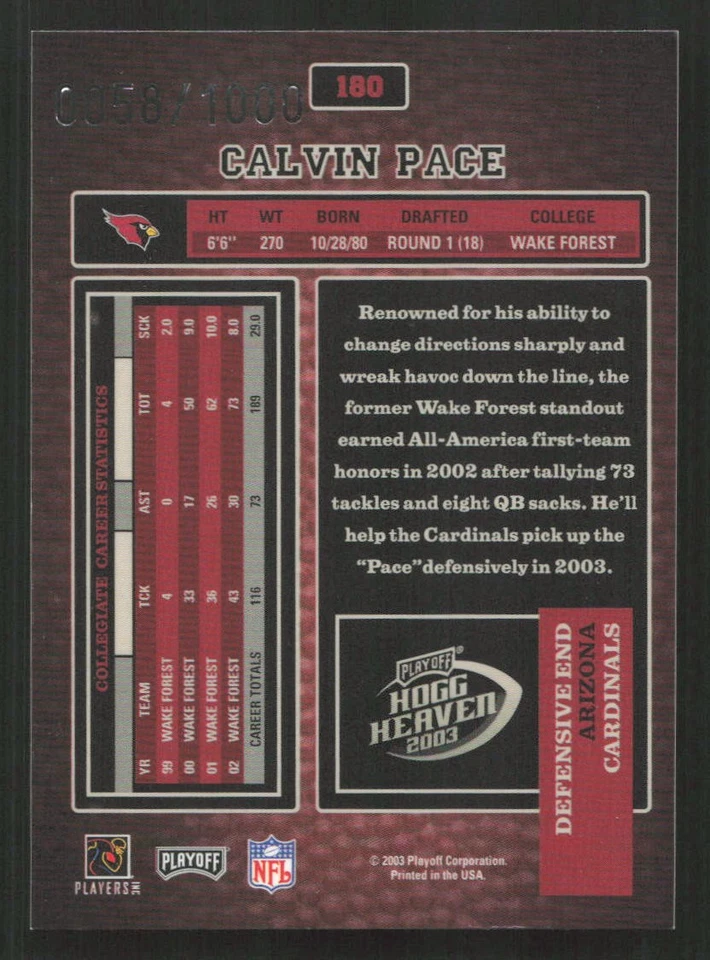 0058/1000
180
CALVIN PACE
HT WT BORN DRAFTED COLLEGE
6'6" 270 10/28/80 ROUND 1 (18) WAKE FOREST
COLLEGIATE CAREER STATISTICS
YR TEAM TCK AST TOT SCK
99 WAKE FOREST 4 0 4 2.0
00 WAKE FOREST 33 17 50 9.0
01 WAKE FOREST 36 26 62 10.0
02 WAKE FOREST 43 30 73 8.0
CAREER TOTALS 116 73 189 29.0
Renowned for his ability to
change directions sharply and
wreak havoc down the line, the
former Wake Forest standout
earned All-America first-team
honors in 2002 after tallying 73
tackles and eight QB sacks. He'll
help the Cardinals pick up the
"Pace" defensively in 2003.
PLAYOFF®
HOGG
HEAVEN
2003
DEFENSIVE END
ARIZONA
CARDINALS
PLAYERS INC
PLAYOFF
NFL
© 2003 Playoff Corporation.
Printed in the USA.